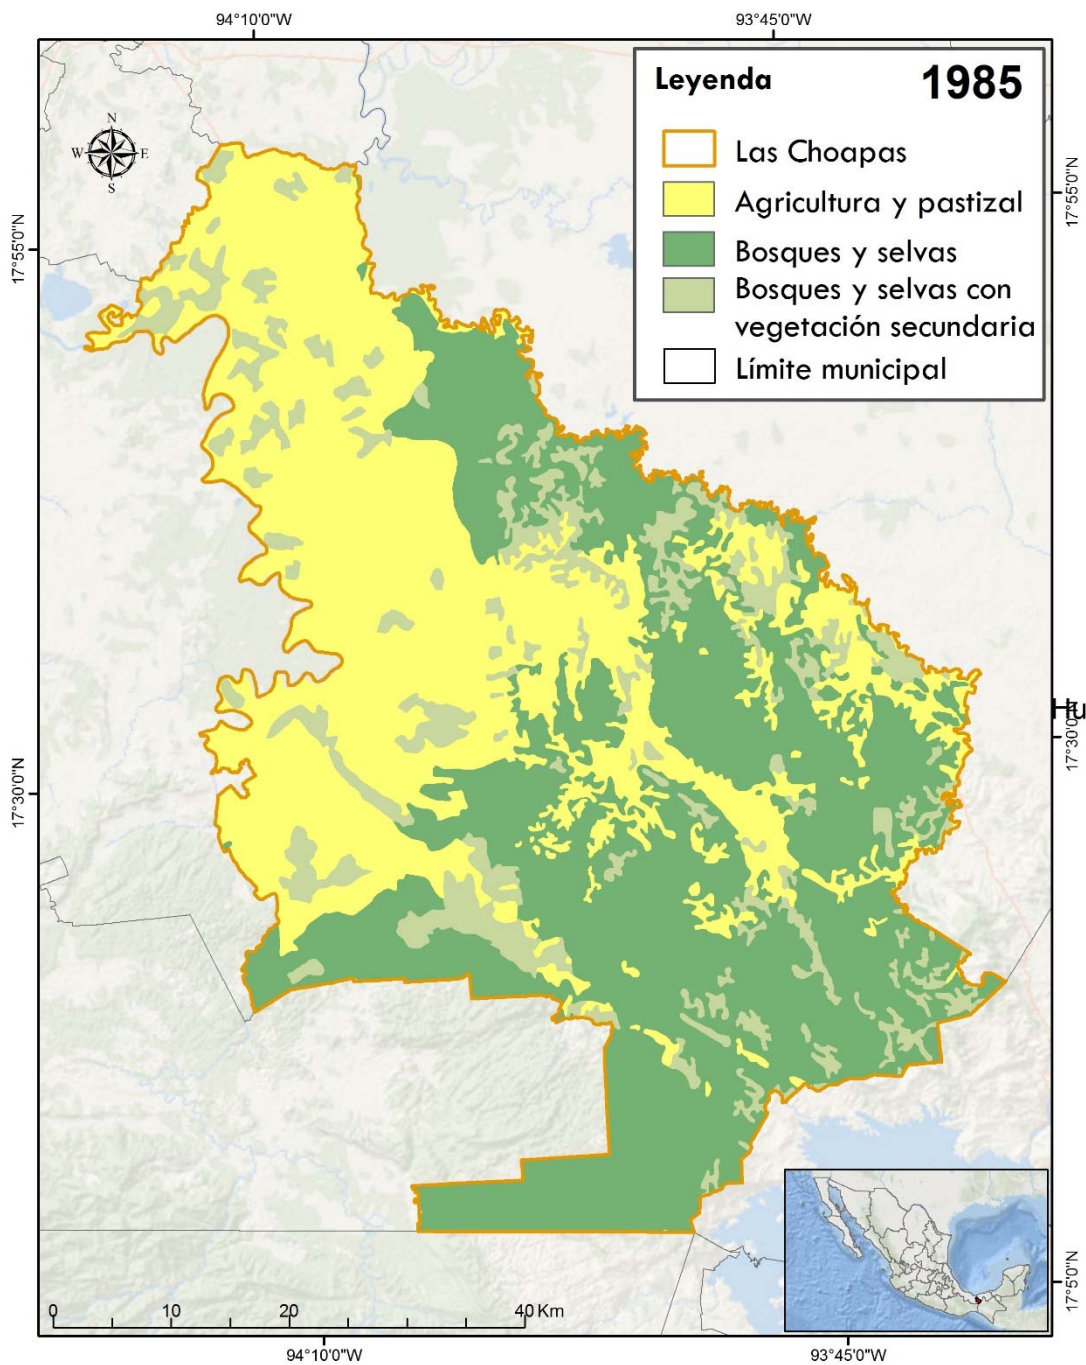 94°10'0"W
93°45'0"W
Leyenda
1985
Las Choapas
Agricultura y pastizal
Bosques y selvas
Bosques y selvas con
vegetación secundaria
Límite municipal
N
W
E
S
17°55'0"N
17°55'0"N
Hu
17°30'0"N
17°30'0"N
17°5'0"N
0
10
20
40 Km
94°10'0"W
93°45'0"W